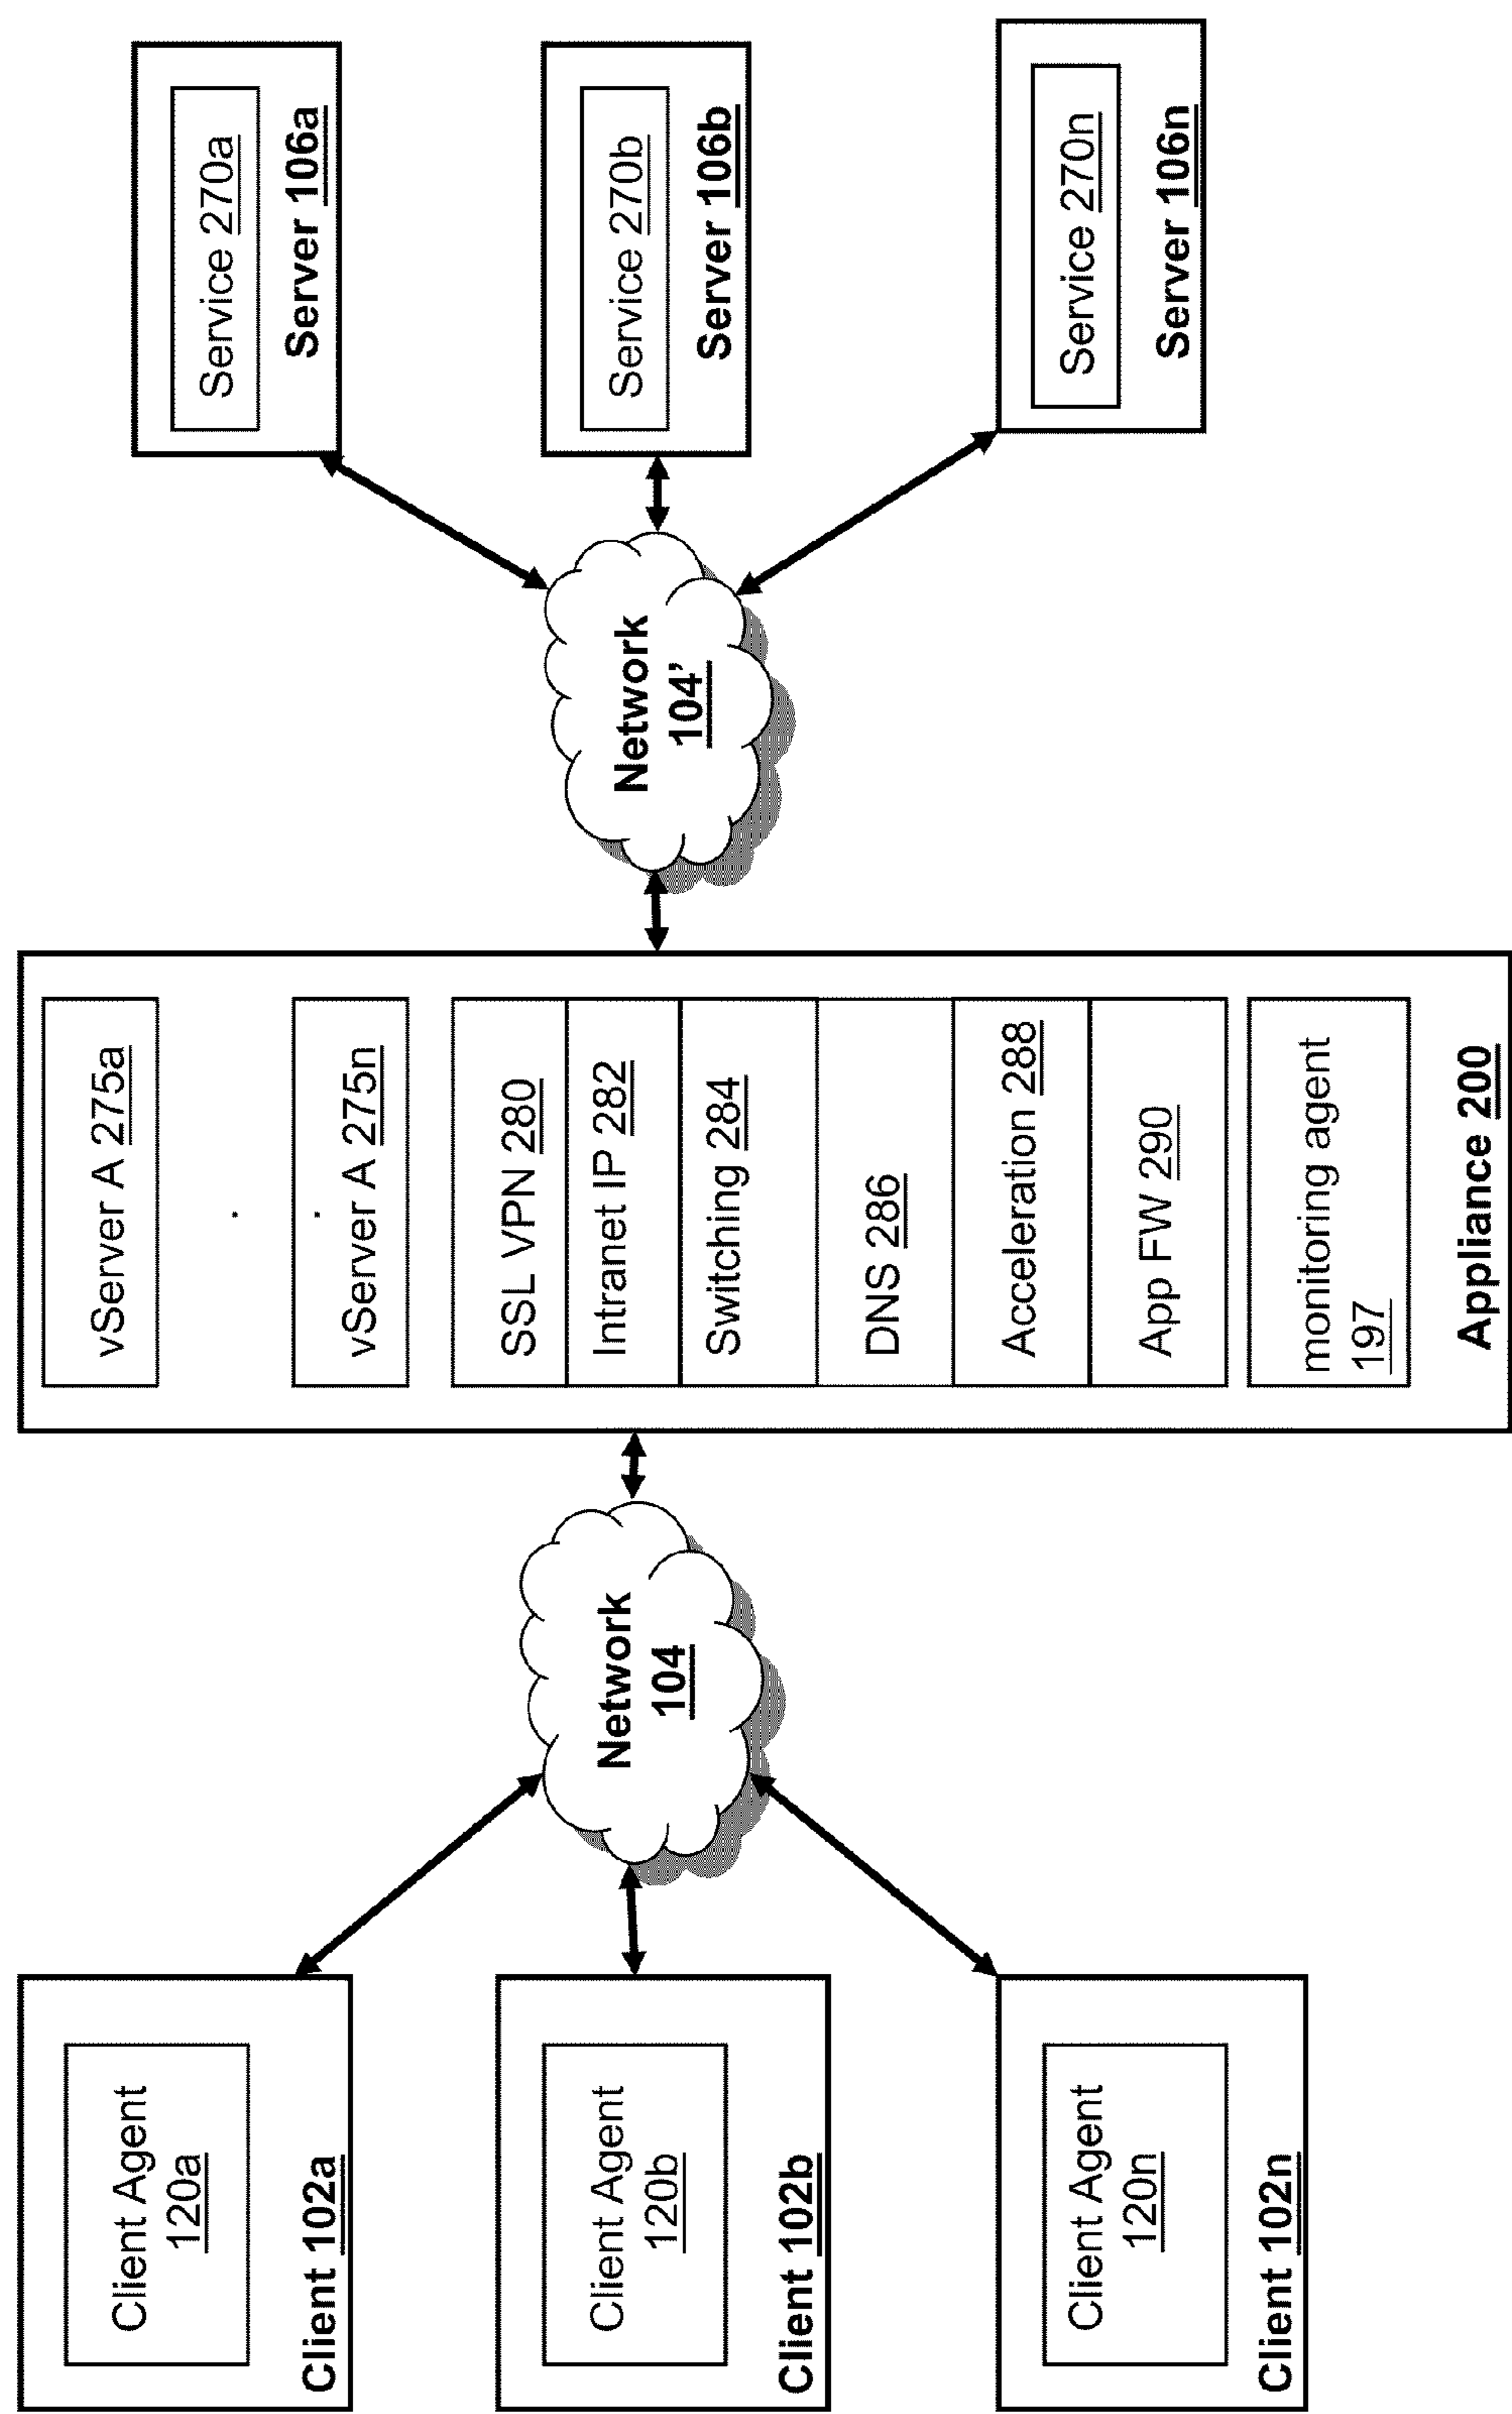 Client Agent
120a
Client 102a
Client Agent
120b
Client 102b
Client Agent
120n
Client 102n
Network
104
vServer A 275a
.
.
vServer A 275n
SSL VPN 280
Intranet IP 282
Switching 284
DNS 286
Acceleration 288
App FW 290
monitoring agent
197
Appliance 200
Network
104’
Service 270a
Server 106a
Service 270b
Server 106b
Service 270n
Server 106n